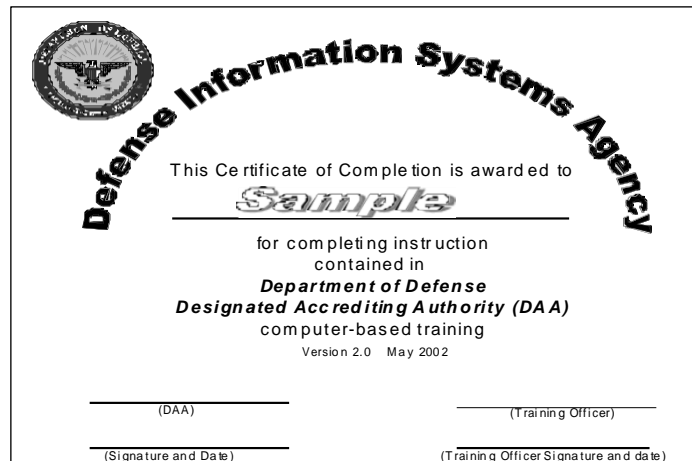 Defense Information Systems Agency
This Certificate of Completion is awarded to
Sample
for completing instruction
contained in
Department of Defense
Designated Accrediting Authority (DAA)
computer-based training
Version 2.0 May 2002
(DAA)
(Training Officer)
(Signature and Date)
(Training Officer Signature and date)